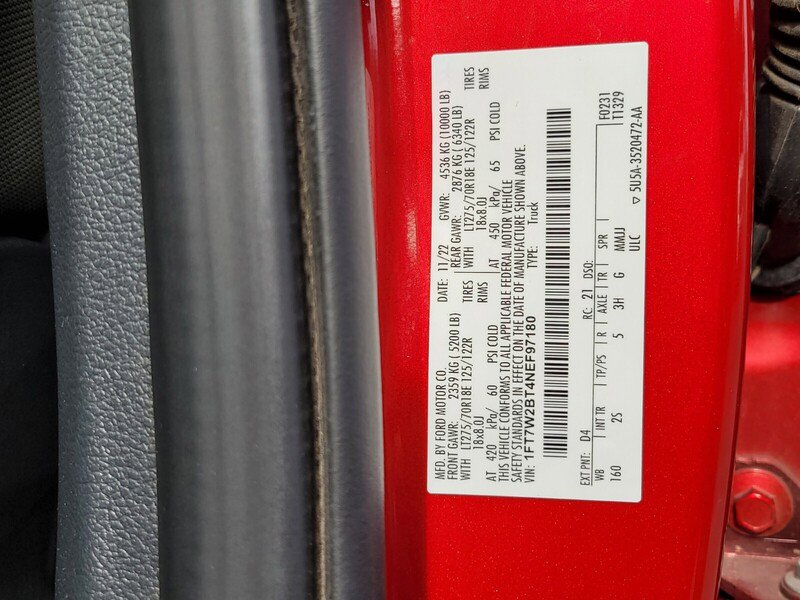 MFD. BY FORD MOTOR CO.
DATE: 11/22 GVWR: 4536 KG (10000 LB)
FRONT GAWR: 2359 KG (5200 LB) REAR GAWR: 2876 KG (6340 LB)
WITH LT275/70R18E 125/122R TIRES WITH LT275/70R18E 125/122R TIRES
18x8.0J RIMS 18x8.0J RIMS
AT 420 kPa/ 60 PSI COLD AT 450 kPa/ 65 PSI COLD
THIS VEHICLE CONFORMS TO ALL APPLICABLE FEDERAL MOTOR VEHICLE
SAFETY STANDARDS IN EFFECT ON THE DATE OF MANUFACTURE SHOWN ABOVE.
VIN: 1FT7W2BT4NEF97180 TYPE: Truck
F0231
T1329
EXT PNT: D4 RC: 21 DSO:
WB INT TR TP/PS R AXLE TR SPR
160 2S 5 3H G MMJJ
ULC
▽ 5U5A-3520472-AA